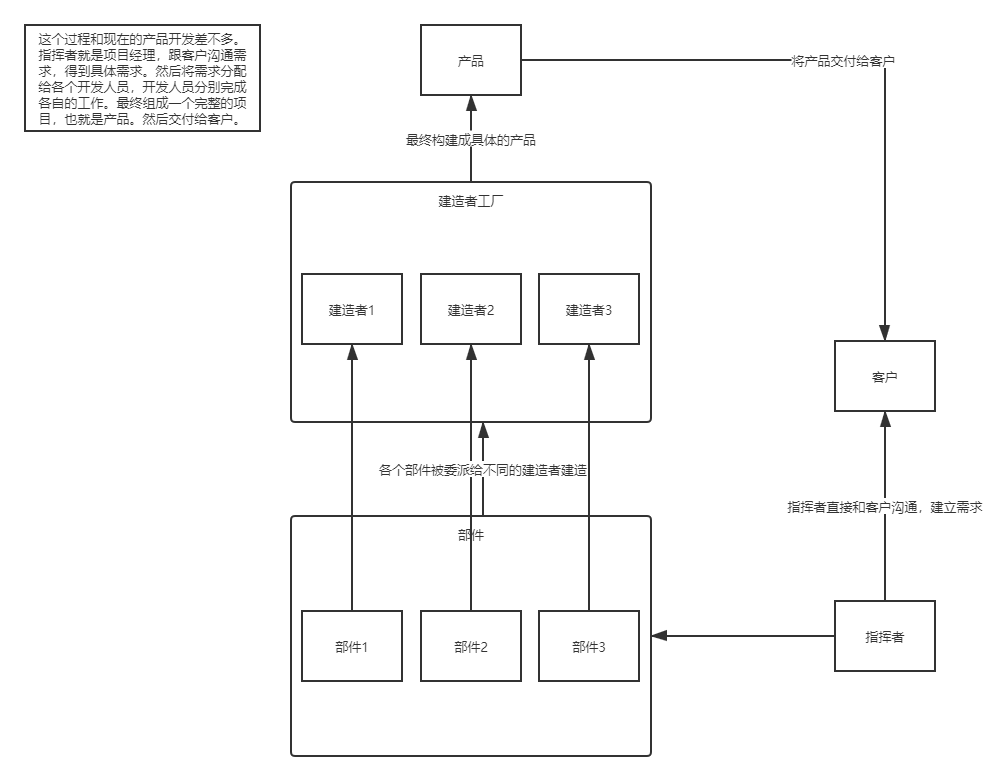 这个过程和现在的产品开发差不多。
指挥者就是项目经理，跟客户沟通需
求，得到具体需求。然后将需求分配
给各个开发人员，开发人员分别完成
各自的工作。最终组成一个完整的项
目，也就是产品。然后交付给客户。
产品
将产品交付给客户
最终构建成具体的产品
建造者工厂
建造者1
建造者2
建造者3
客户
各个部件被委派给不同的建造者建造
指挥者直接和客户沟通，建立需求
部件
部件1
部件2
部件3
指挥者